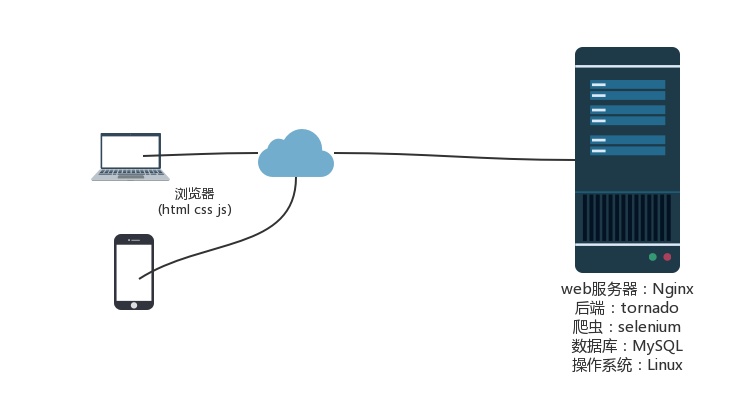 浏览器
(html css js)
web服务器：Nginx
后端：tornado
爬虫：selenium
数据库：MySQL
操作系统：Linux